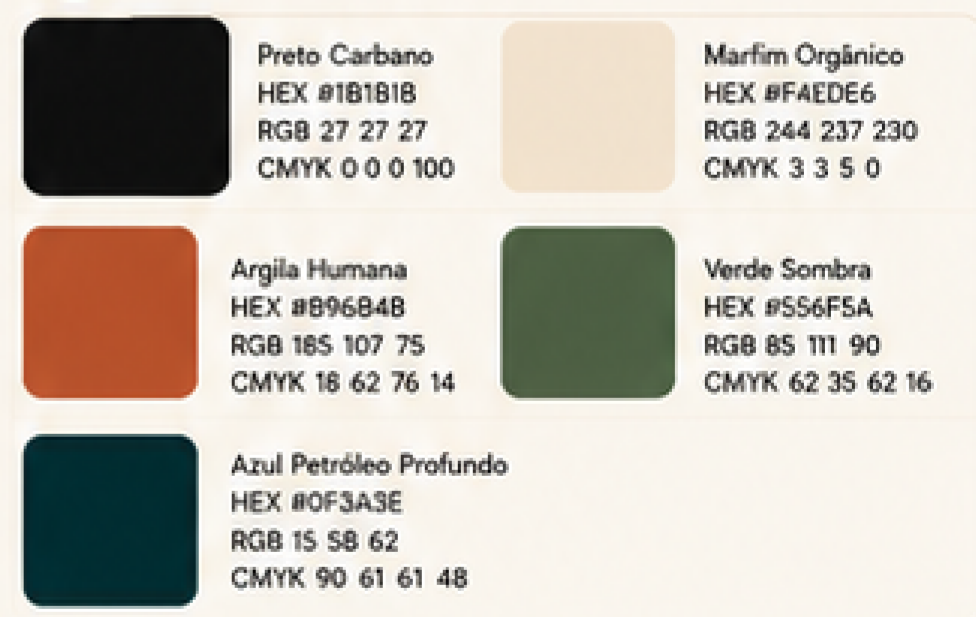 Preto Carbano
HEX #1B1B1B
RGB 27 27 27
CMYK 0 0 0 100
Marfim Orgânico
HEX #F4EDE6
RGB 244 237 230
CMYK 3 3 5 0
Argila Humana
HEX #B96B4B
RGB 185 107 75
CMYK 18 62 76 14
Verde Sombra
HEX #556F5A
RGB 85 111 90
CMYK 62 35 62 16
Azul Petróleo Profundo
HEX #0F3A3E
RGB 15 58 62
CMYK 90 61 61 48